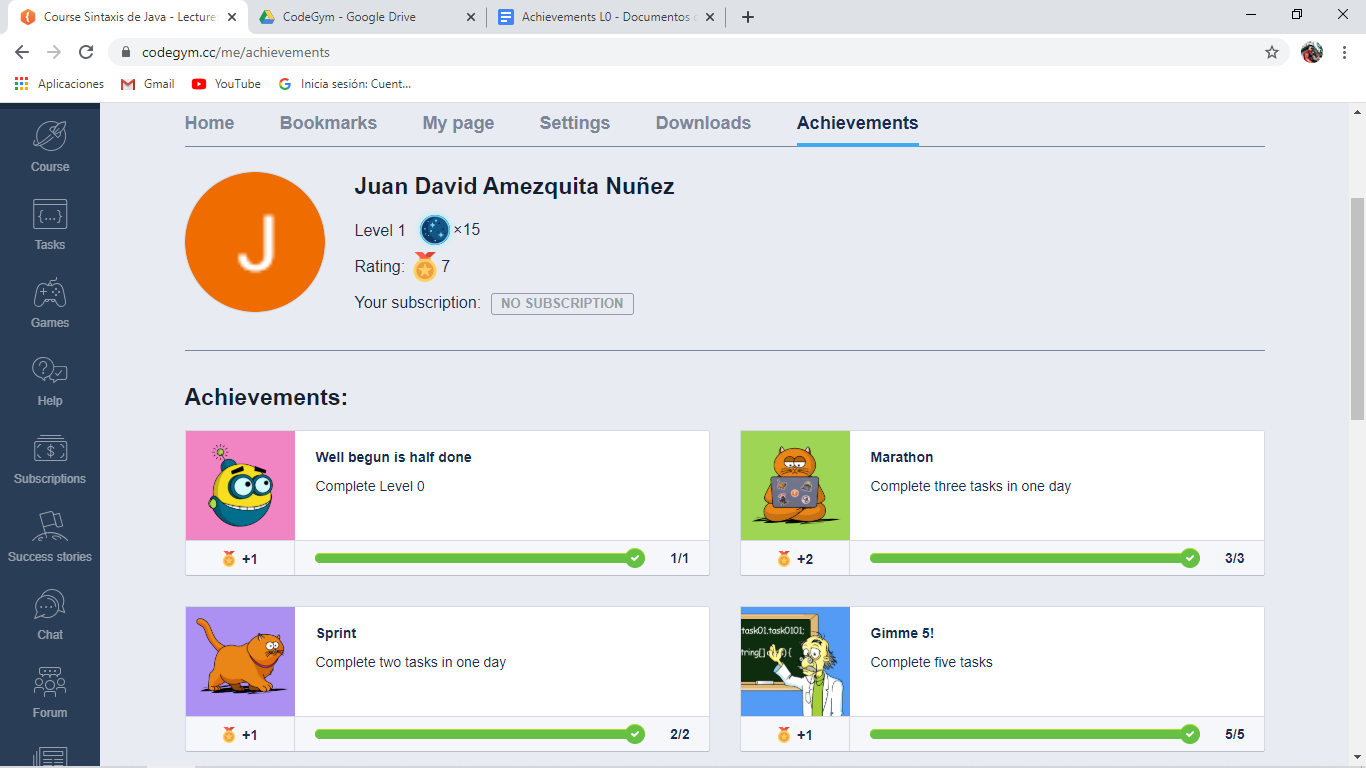 Course Sintaxis de Java - Lecture
CodeGym - Google Drive
Achievements L0 - Documentos
codegym.cc/me/achievements
Aplicaciones
Gmail
YouTube
Inicia sesión: Cuent...
Home
Bookmarks
My page
Settings
Downloads
Achievements
Course
Tasks
Games
Help
Subscriptions
Success stories
Chat
Forum
J
Juan David Amezquita Nuñez
Level 1 ×15
Rating: 7
Your subscription: NO SUBSCRIPTION
Achievements:
Well begun is half done
Complete Level 0
+1
1/1
Marathon
Complete three tasks in one day
+2
3/3
Sprint
Complete two tasks in one day
+1
2/2
task01.task0101;
Gimme 5!
Complete five tasks
+1
5/5